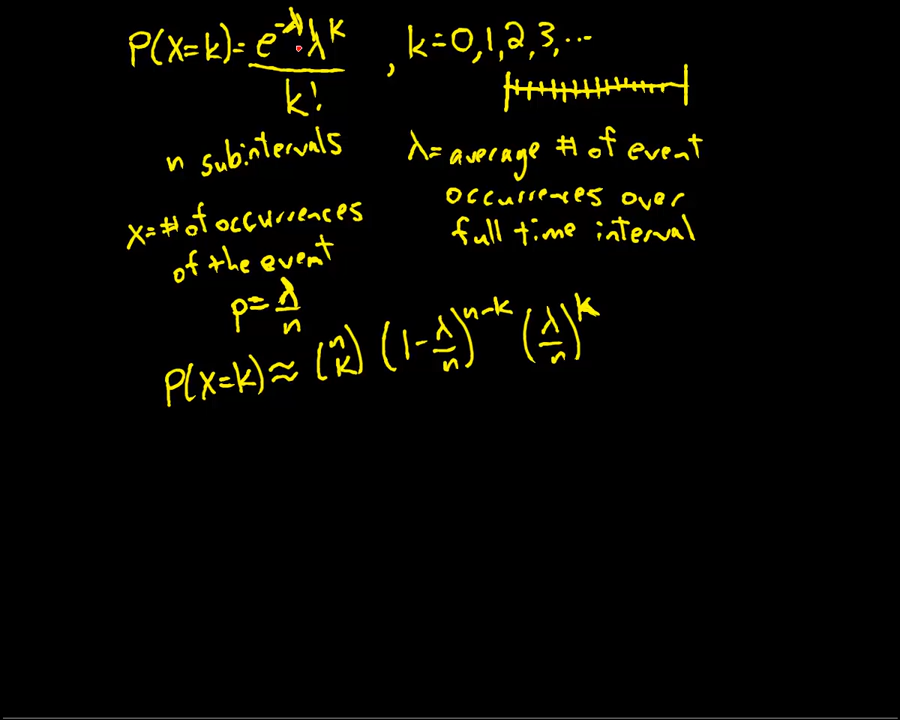 P(X=k)= e^-λ·λ^k / k! , k=0,1,2,3,...
n subintervals
λ= average # of event
occurrences over
full time interval
X=# of occurrences
of the event
p= λ/n
P(X=k)≈ (n k) (1-λ/n)^n-k (λ/n)^k